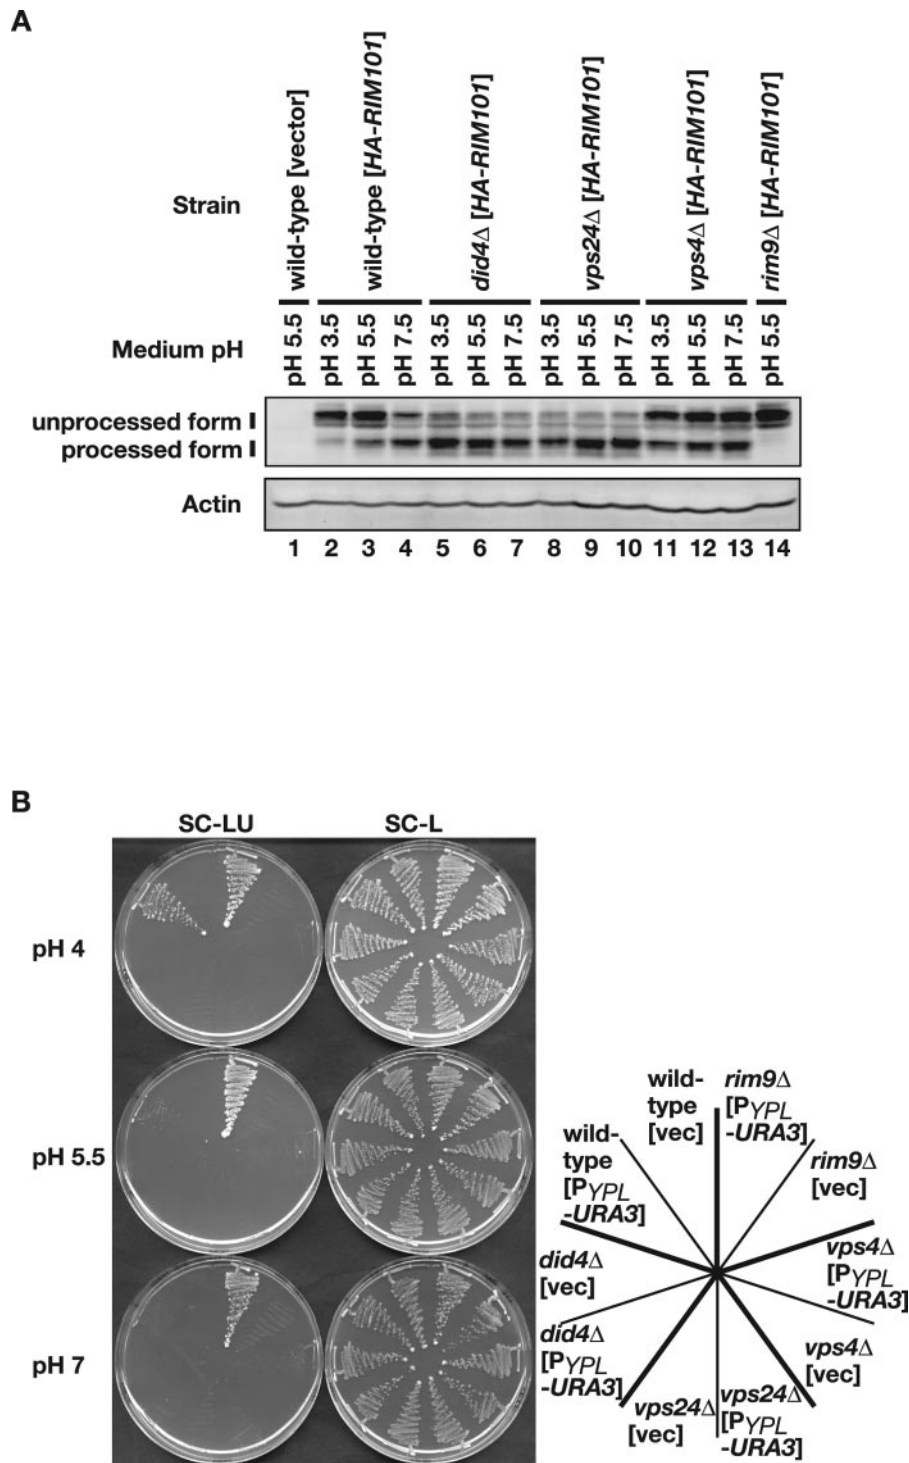 A
Strain
wild-type [vector]
wild-type [HA-RIM101]
did4Δ [HA-RIM101]
vps24Δ [HA-RIM101]
vps4Δ [HA-RIM101]
rim9Δ [HA-RIM101]
Medium pH
pH 5.5
pH 3.5
pH 5.5
pH 7.5
pH 3.5
pH 5.5
pH 7.5
pH 3.5
pH 5.5
pH 7.5
pH 3.5
pH 5.5
pH 7.5
pH 5.5
unprocessed form
processed form
Actin
1 2 3 4 5 6 7 8 9 10 11 12 13 14
B
SC-LU SC-L
pH 4
pH 5.5
pH 7
wild-
type
[vec]
rim9Δ
[PYPL
-URA3]
rim9Δ
[vec]
vps4Δ
[PYPL
-URA3]
vps4Δ
[vec]
vps24Δ
[PYPL
-URA3]
vps24Δ
[vec]
did4Δ
[PYPL
-URA3]
did4Δ
[vec]
wild-
type
[PYPL
-URA3]